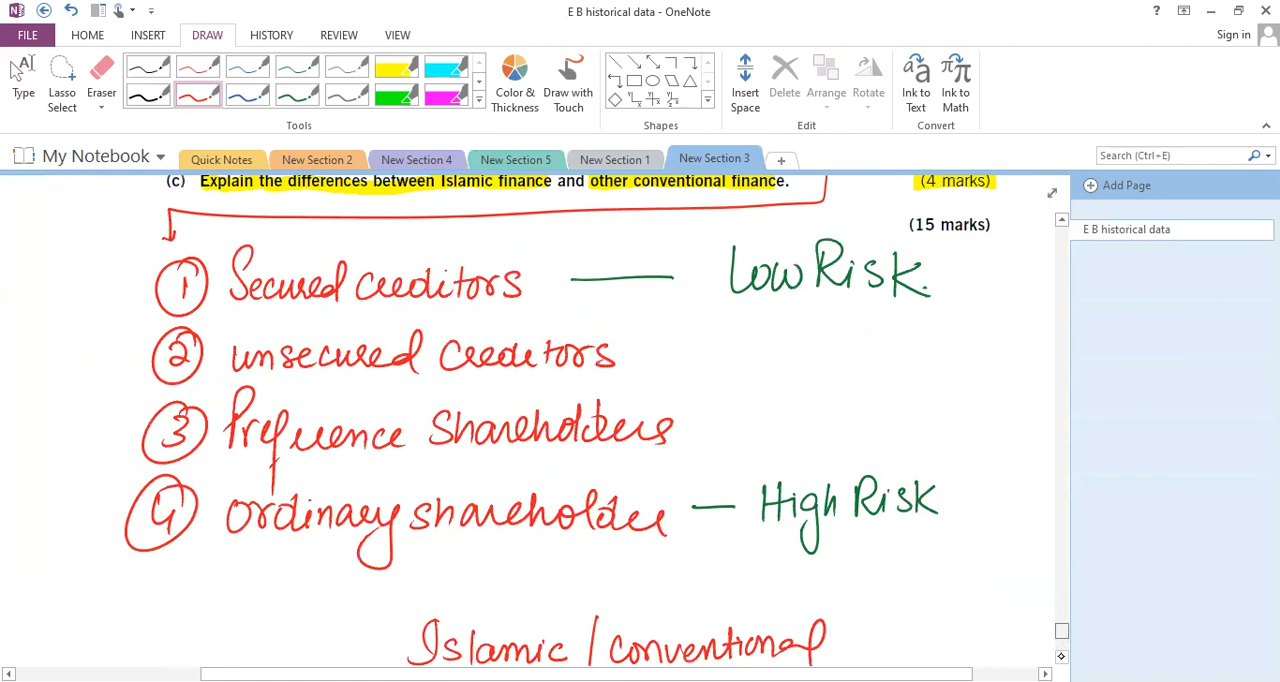 E B historical data - OneNote
?
FILE HOME INSERT DRAW HISTORY REVIEW VIEW
Sign in
Type
Lasso Select
Eraser
Color & Thickness
Draw with Touch
Insert Space
Delete
Arrange
Rotate
Ink to Text
Ink to Math
Tools
Shapes
Edit
Convert
My Notebook
Quick Notes New Section 2 New Section 4 New Section 5 New Section 1 New Section 3
Search (Ctrl+E)
Add Page
E B historical data
(c) Explain the differences between Islamic finance and other conventional finance. (4 marks)
(15 marks)
1 Secured creditors — Low Risk.
2 unsecured creditors
3 Preference Shareholders
4 ordinary shareholder — High Risk
Islamic / conventional